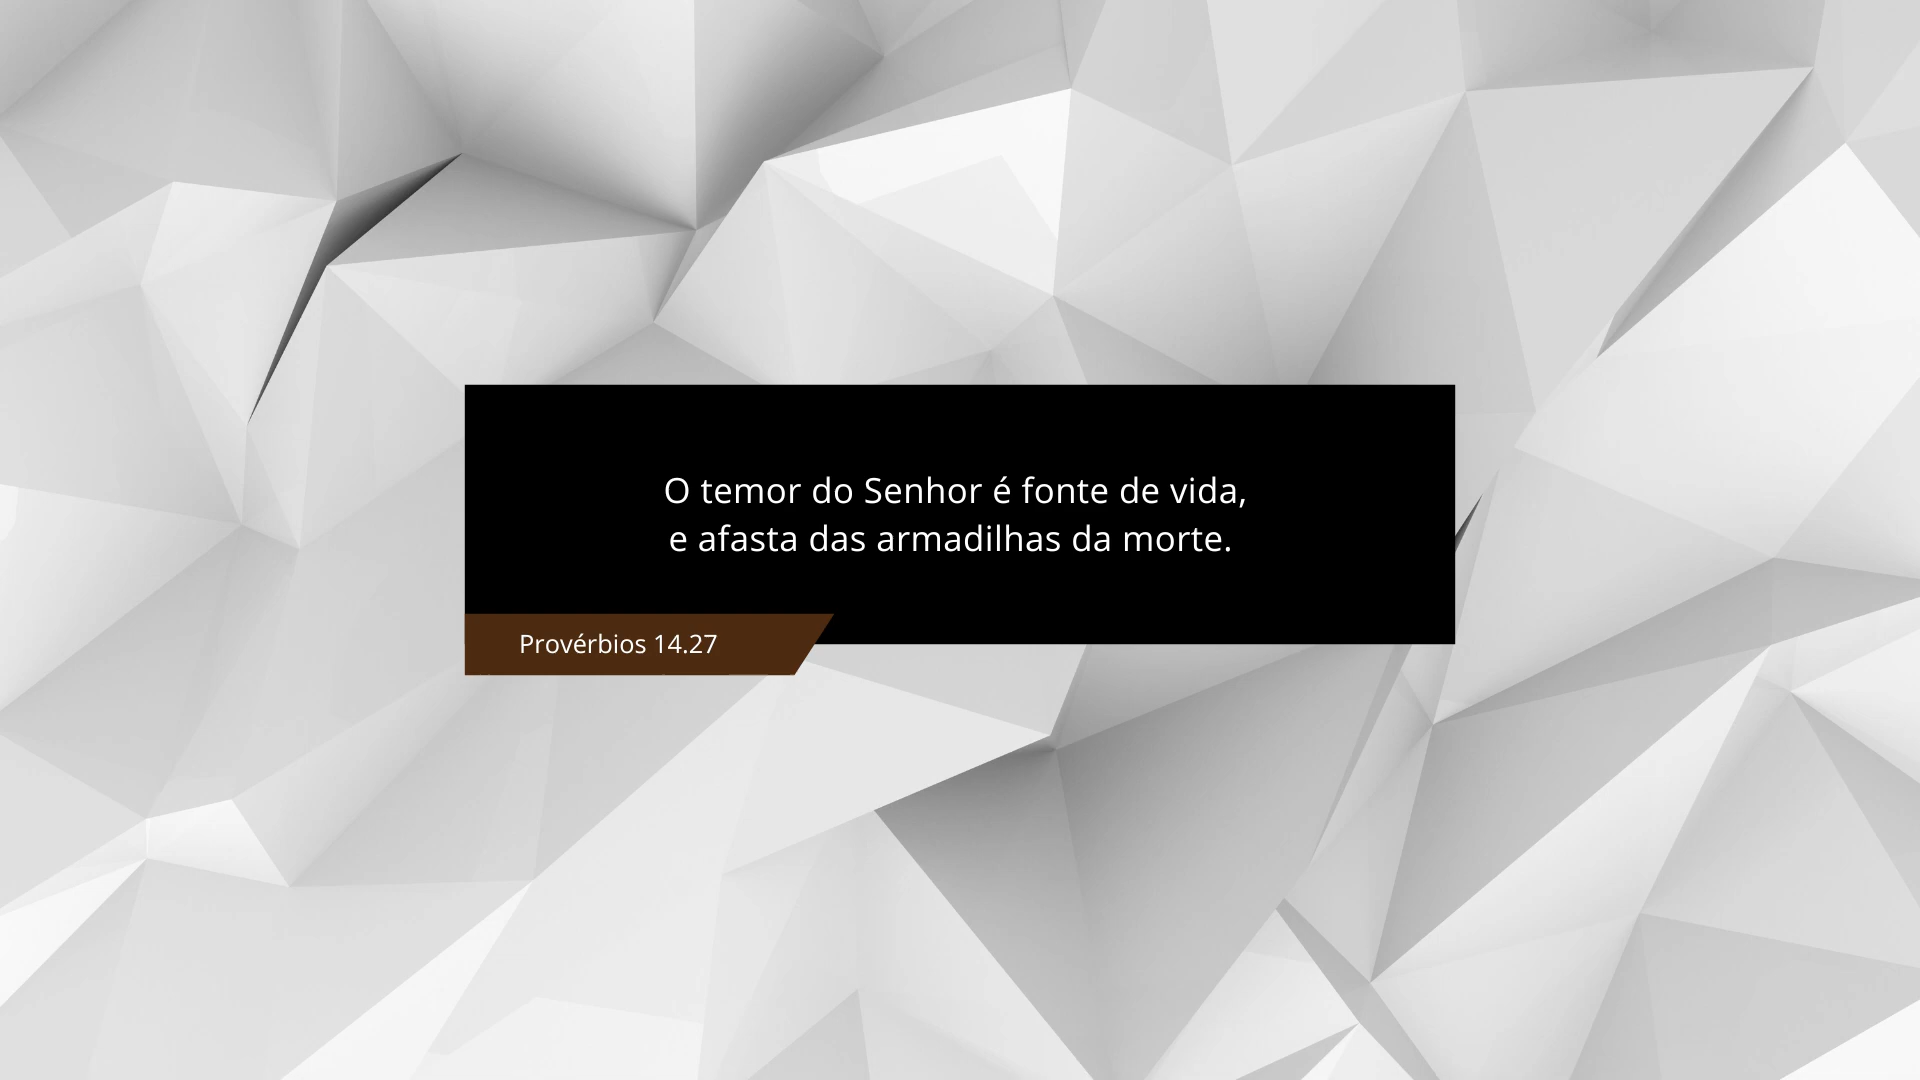 O temor do Senhor é fonte de vida,
e afasta das armadilhas da morte.
Provérbios 14.27